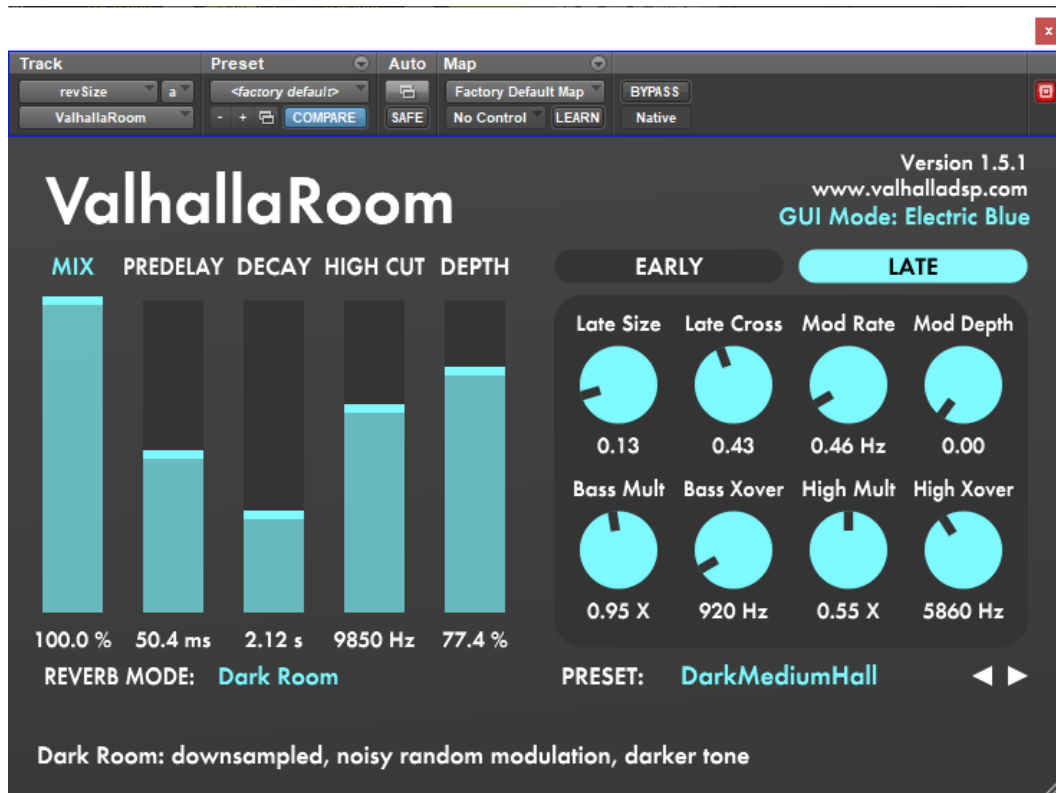 x
Track Preset Auto Map
revSize a <factory default> Factory Default Map BYPASS
ValhallaRoom - + COMPARE SAFE No Control LEARN Native
ValhallaRoom
Version 1.5.1
www.valhalladsp.com
GUI Mode: Electric Blue
MIX PREDELAY DECAY HIGH CUT DEPTH
100.0 % 50.4 ms 2.12 s 9850 Hz 77.4 %
REVERB MODE: Dark Room
EARLY LATE
Late Size Late Cross Mod Rate Mod Depth
0.13 0.43 0.46 Hz 0.00
Bass Mult Bass Xover High Mult High Xover
0.95 X 920 Hz 0.55 X 5860 Hz
PRESET: DarkMediumHall
Dark Room: downsampled, noisy random modulation, darker tone